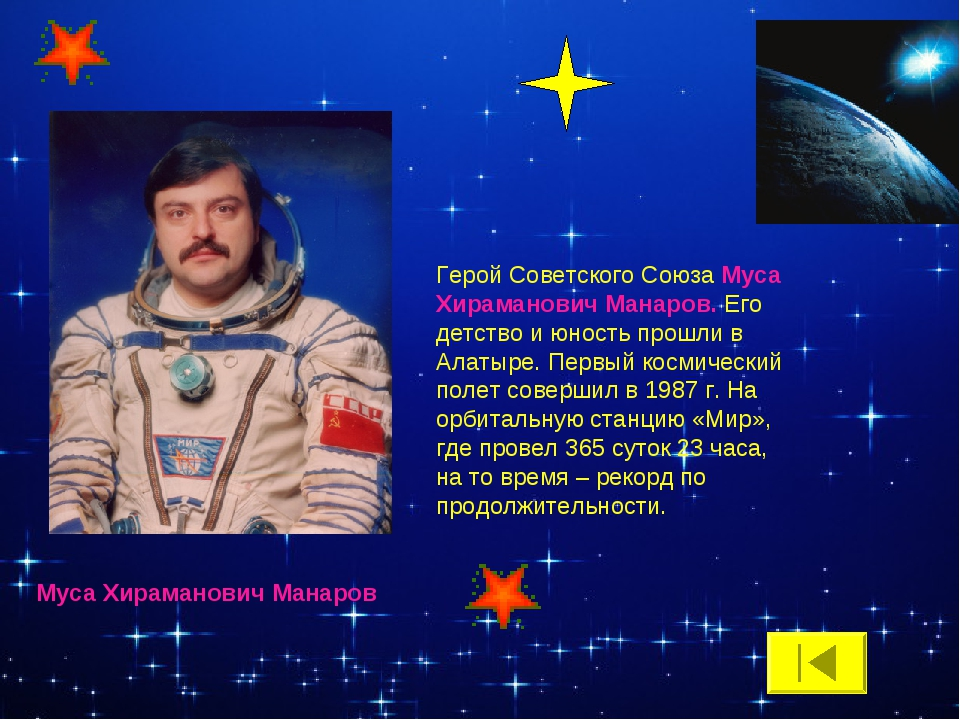 МИР
Герой Советского Союза Муса
Хираманович Манаров. Его
детство и юность прошли в
Алатыре. Первый космический
полет совершил в 1987 г. На
орбитальную станцию «Мир»,
где провел 365 суток 23 часа,
на то время – рекорд по
продолжительности.
Муса Хираманович Манаров